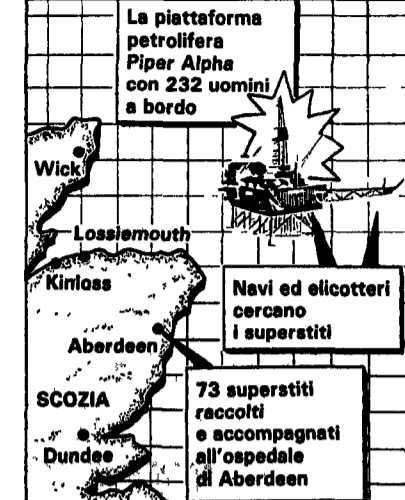 La piattaforma
petrolifera
Piper Alpha
con 232 uomini
a bordo
Wick
Lossiemouth
Kinloss
Navi ed elicotteri
cercano
i superstiti
Aberdeen
73 superstiti
raccolti
e accompagnati
all'ospedale
di Aberdeen
SCOZIA
Dundee